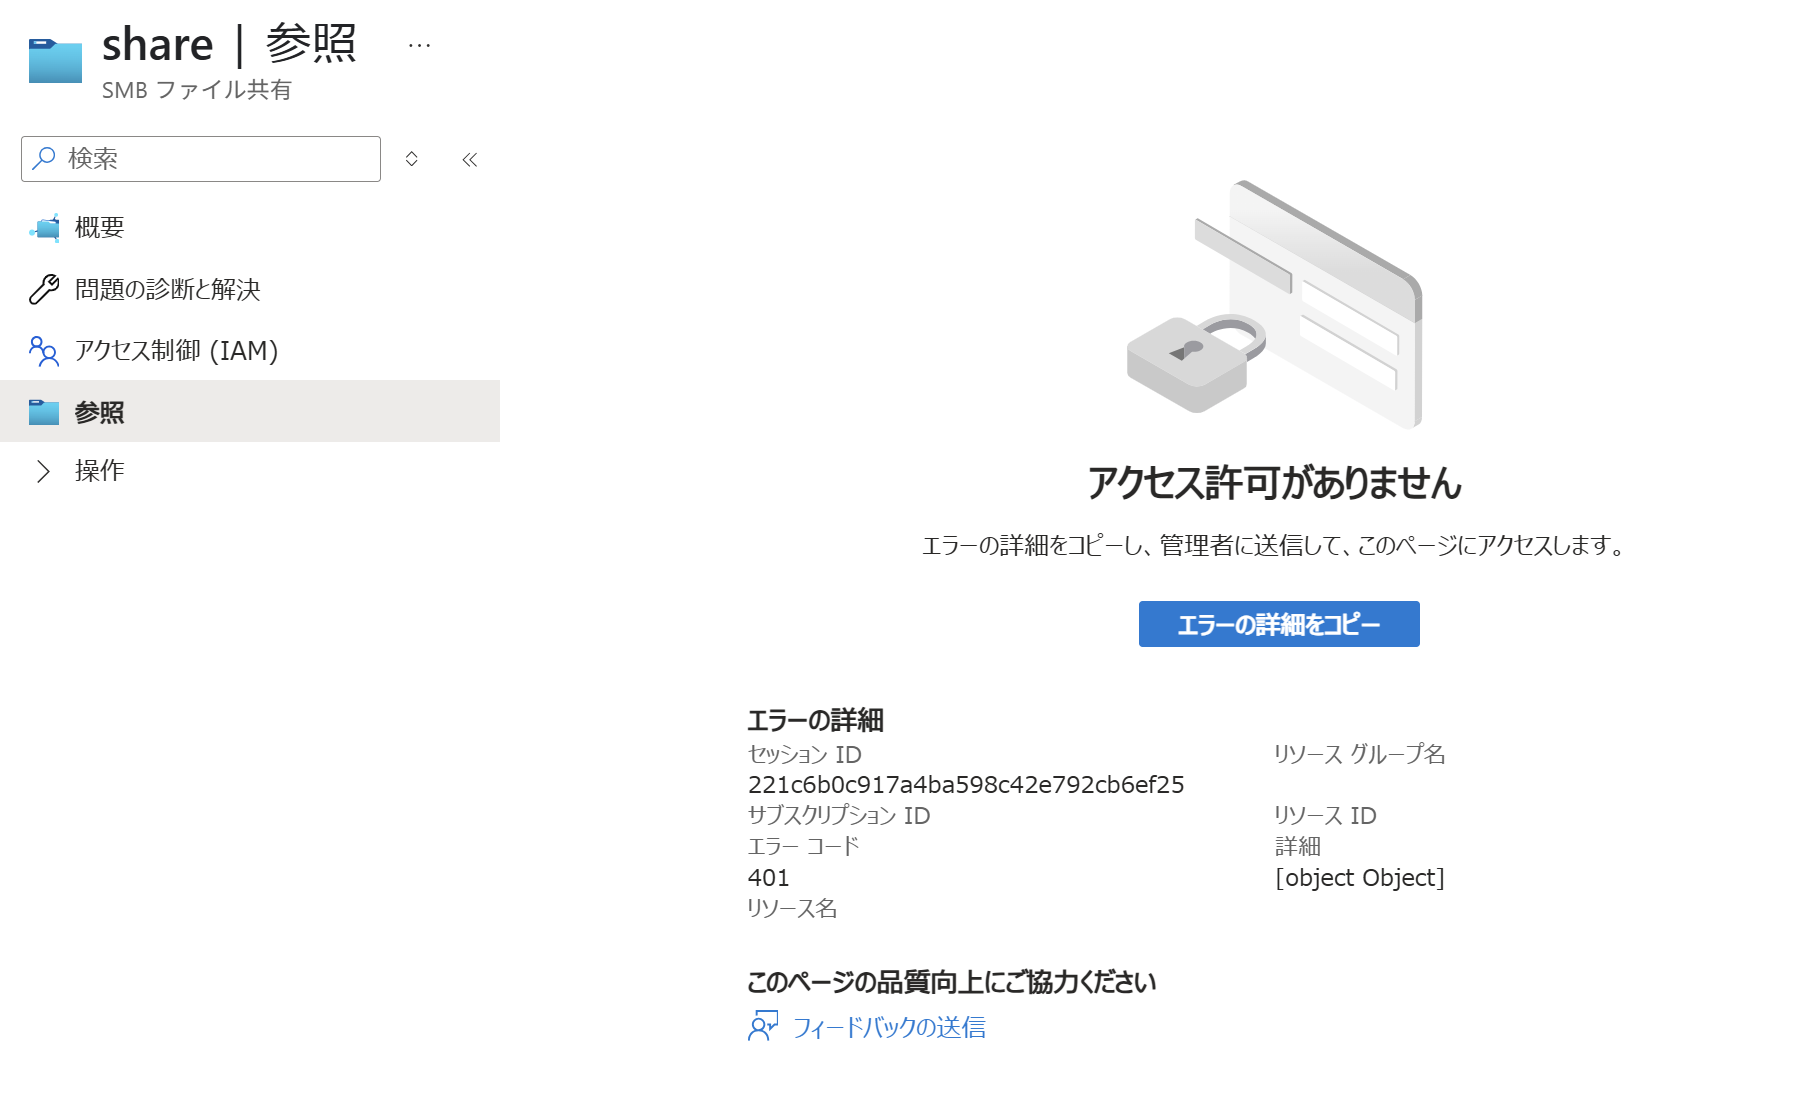 share | 参照
…
SMB ファイル共有
検索
概要
問題の診断と解決
アクセス制御 (IAM)
参照
操作
アクセス許可がありません
エラーの詳細をコピーし、管理者に送信して、このページにアクセスします。
エラーの詳細をコピー
エラーの詳細
セッション ID
221c6b0c917a4ba598c42e792cb6ef25
リソース グループ名
サブスクリプション ID
リソース ID
エラー コード
401
詳細
[object Object]
リソース名
このページの品質向上にご協力ください
フィードバックの送信